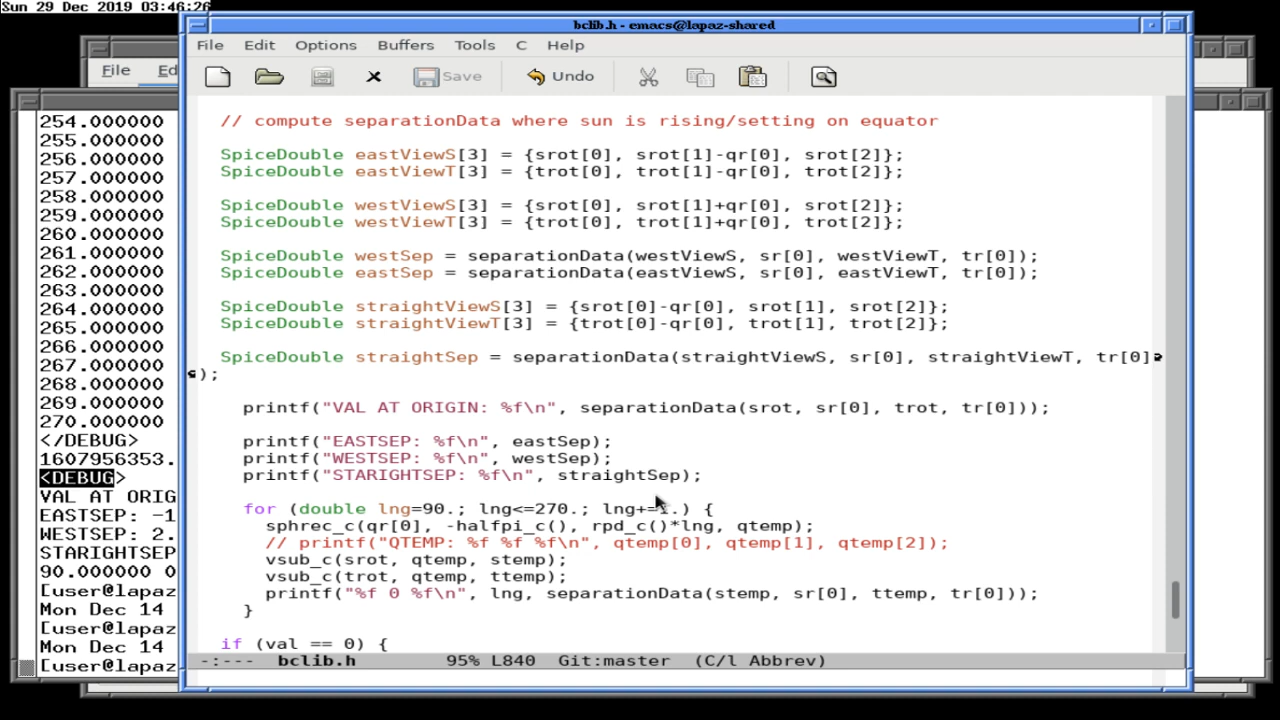 Sun 29 Dec 2019 03:46:26
bclib.h - emacs@lapaz-shared
File Edit Options Buffers Tools C Help
Save Undo
// compute separationData where sun is rising/setting on equator
SpiceDouble eastViewS[3] = {srot[0], srot[1]-qr[0], srot[2]};
SpiceDouble eastViewT[3] = {trot[0], trot[1]-qr[0], trot[2]};
SpiceDouble westViewS[3] = {srot[0], srot[1]+qr[0], srot[2]};
SpiceDouble westViewT[3] = {trot[0], trot[1]+qr[0], trot[2]};
SpiceDouble westSep = separationData(westViewS, sr[0], westViewT, tr[0]);
SpiceDouble eastSep = separationData(eastViewS, sr[0], eastViewT, tr[0]);
SpiceDouble straightViewS[3] = {srot[0]-qr[0], srot[1], srot[2]};
SpiceDouble straightViewT[3] = {trot[0]-qr[0], trot[1], trot[2]};
SpiceDouble straightSep = separationData(straightViewS, sr[0], straightViewT, tr[0]
);
printf("VAL AT ORIGIN: %f\n", separationData(srot, sr[0], trot, tr[0]));
printf("EASTSEP: %f\n", eastSep);
printf("WESTSEP: %f\n", westSep);
printf("STARIGHTSEP: %f\n", straightSep);
for (double lng=90.; lng<=270.; lng+=1.) {
sphrec_c(qr[0], -halfpi_c(), rpd_c()*lng, qtemp);
// printf("QTEMP: %f %f %f\n", qtemp[0], qtemp[1], qtemp[2]);
vsub_c(srot, qtemp, stemp);
vsub_c(trot, qtemp, ttemp);
printf("%f 0 %f\n", lng, separationData(stemp, sr[0], ttemp, tr[0]));
}
if (val == 0) {
-:--- bclib.h 95% L840 Git:master (C/l Abbrev)
File Ed
254.000000
255.000000
256.000000
257.000000
258.000000
259.000000
260.000000
261.000000
262.000000
263.000000
264.000000
265.000000
266.000000
267.000000
268.000000
269.000000
270.000000
</DEBUG>
1607956353.
<DEBUG>
VAL AT ORIG
EASTSEP: -1
WESTSEP: 2.
STARIGHTSEP
90.000000 0
[user@lapaz
Mon Dec 14
[user@lapaz
Mon Dec 14
[user@lapaz